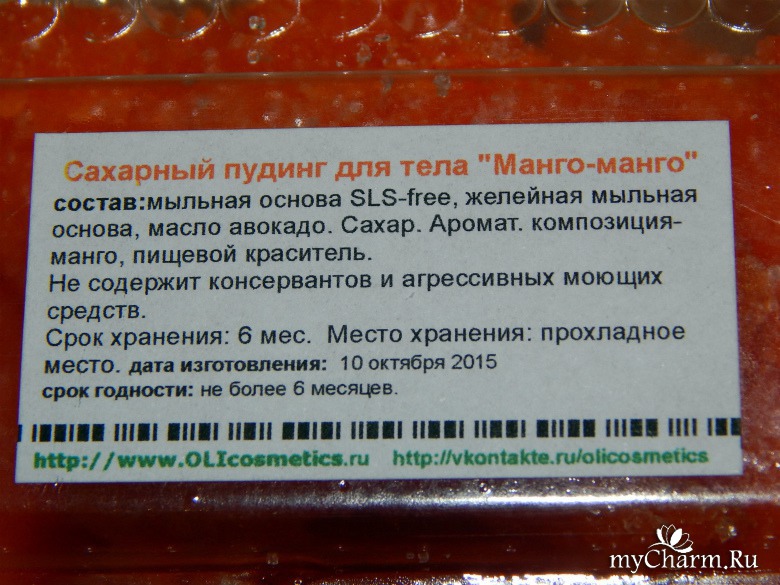 Сахарный пудинг для тела "Манго-манго"
состав:мыльная основа SLS-free, желейная мыльная
основа, масло авокадо. Сахар. Аромат. композиция-
манго, пищевой краситель.
Не содержит консервантов и агрессивных моющих
средств.
Срок хранения: 6 мес. Место хранения: прохладное
место. дата изготовления: 10 октября 2015
срок годности: не более 6 месяцев.
http://www.OLIcosmetics.ru http://vkontakte.ru/olicosmetics
myCharm.Ru